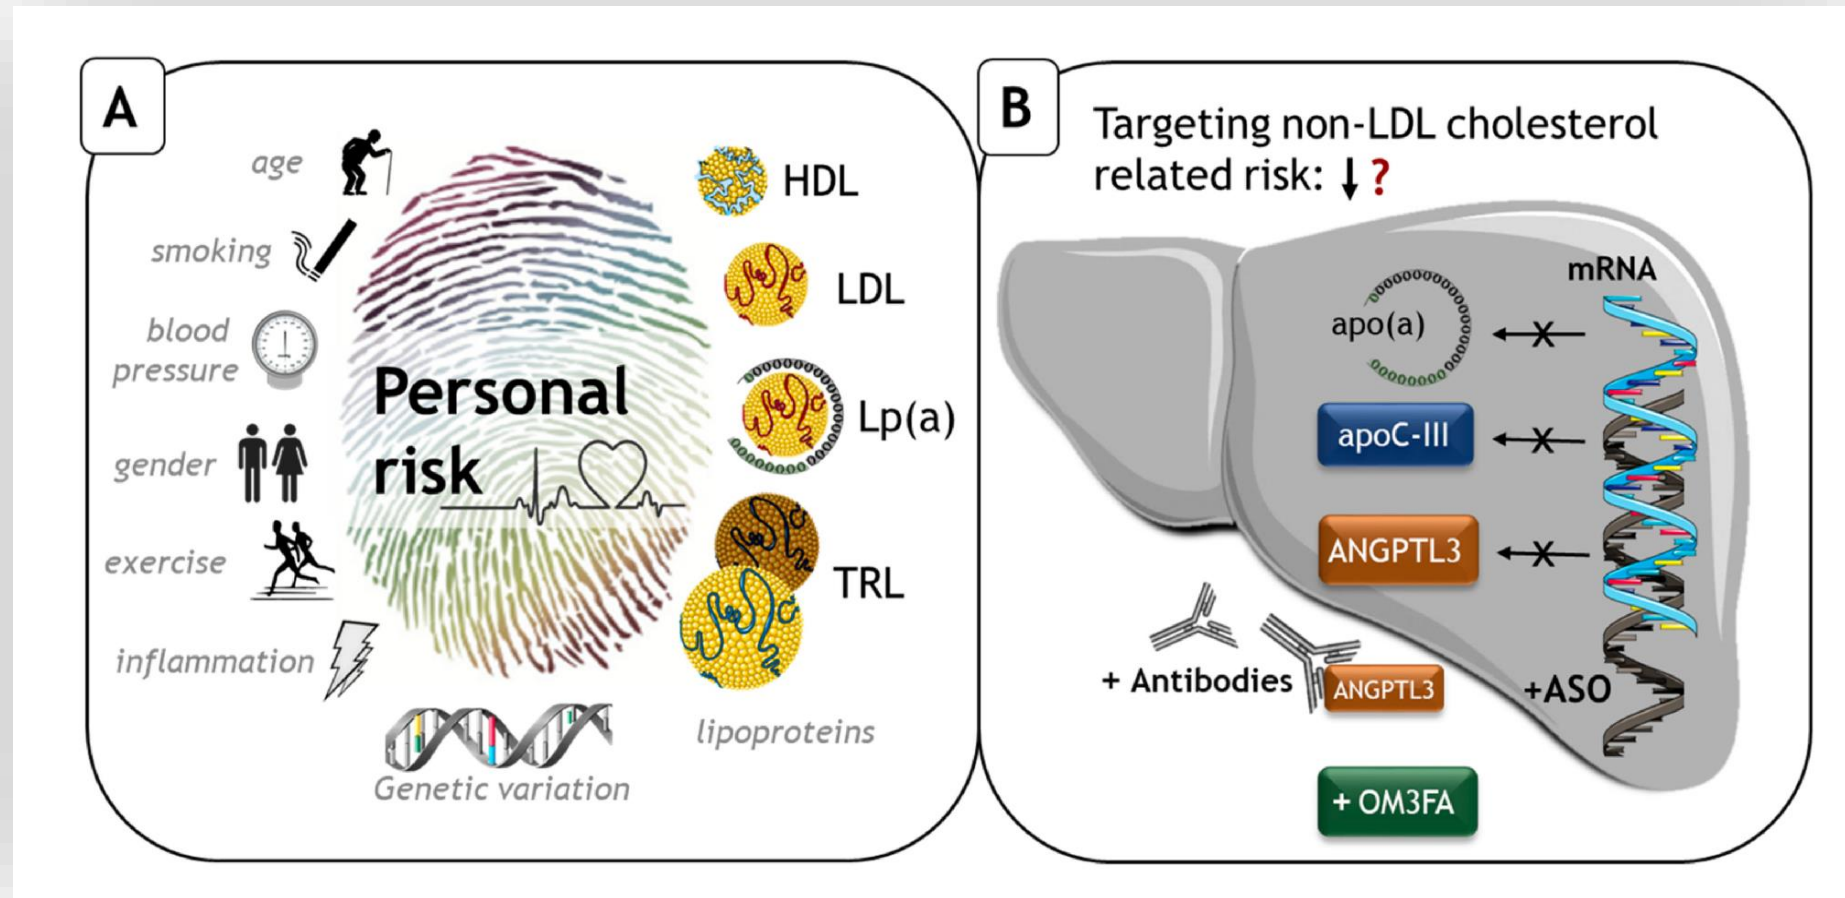 A
age
smoking
blood
pressure
gender
exercise
inflammation
Genetic variation
Personal
risk
HDL
LDL
Lp(a)
TRL
lipoproteins
B
Targeting non-LDL cholesterol
related risk: ↓ ?
mRNA
apo(a)
X
apoC-III
X
ANGPTL3
X
+ Antibodies
ANGPTL3
+ASO
+ OM3FA